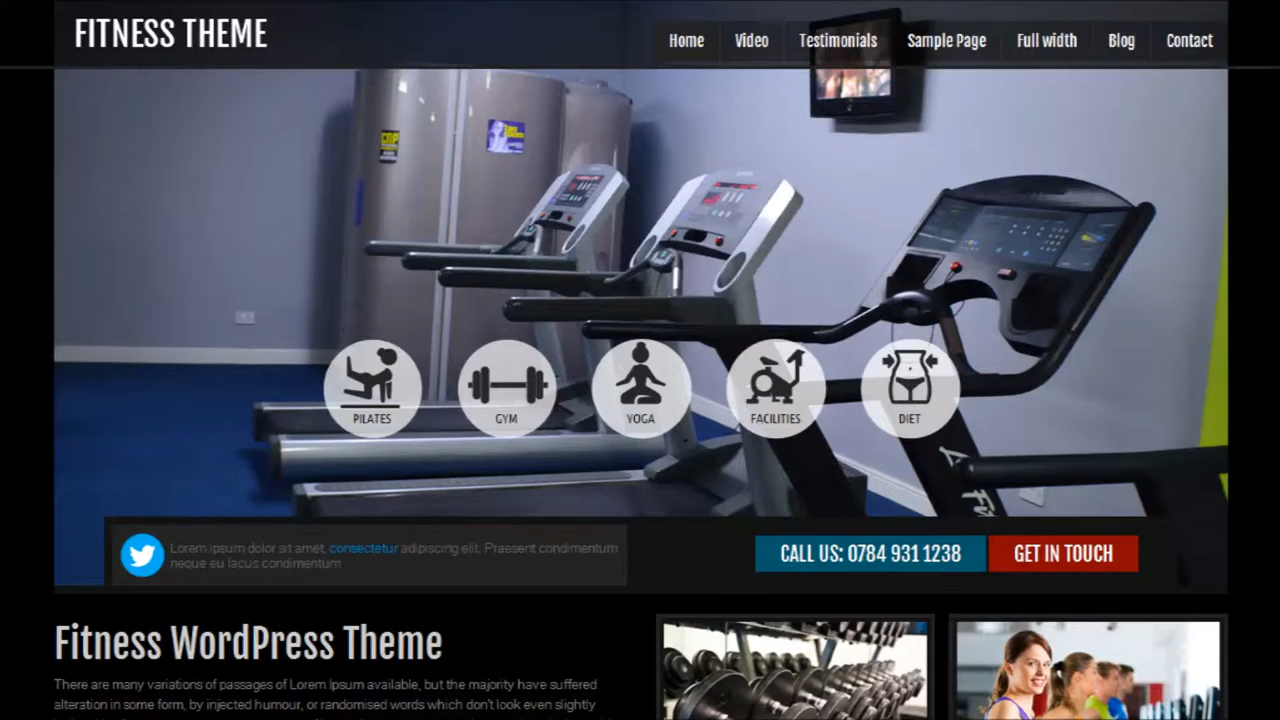 FITNESS THEME
Home Video Testimonials Sample Page Full width Blog Contact
PILATES GYM YOGA FACILITIES DIET
Lorem ipsum dolor sit amet, consectetur adipiscing elit. Praesent condimentum
neque eu lacus condimentum
CALL US: 0784 931 1238 GET IN TOUCH
Fitness WordPress Theme
There are many variations of passages of Lorem Ipsum available, but the majority have suffered
alteration in some form, by injected humour, or randomised words which don't look even slightly